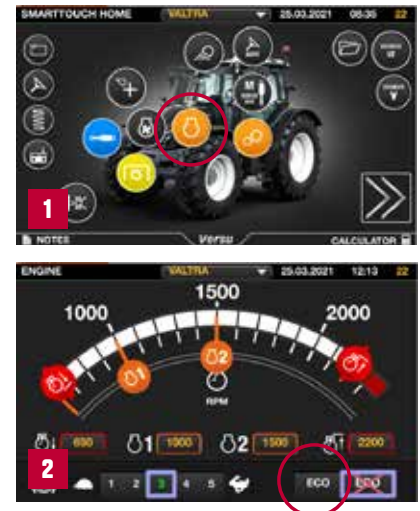 SMARTTOUCH HOME VALTRA 25.03.2021 08:35 22
M
1
NOTES Versu CALCULATOR
ENGINE VALTRA 25.03.2021 12:13 22
1000 1500 2000
1 2
RPM
650 1 1000 2 1500 2200
2
1 2 3 4 5 ECO ECO